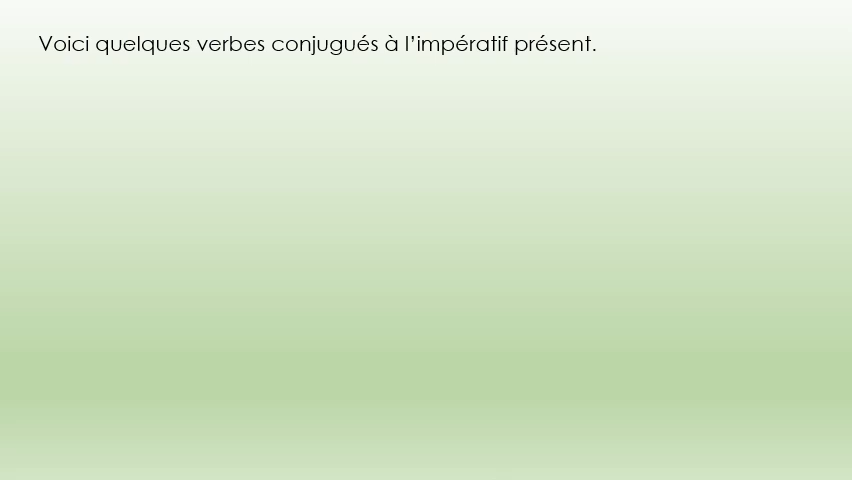 Voici quelques verbes conjugués à l’impératif présent.